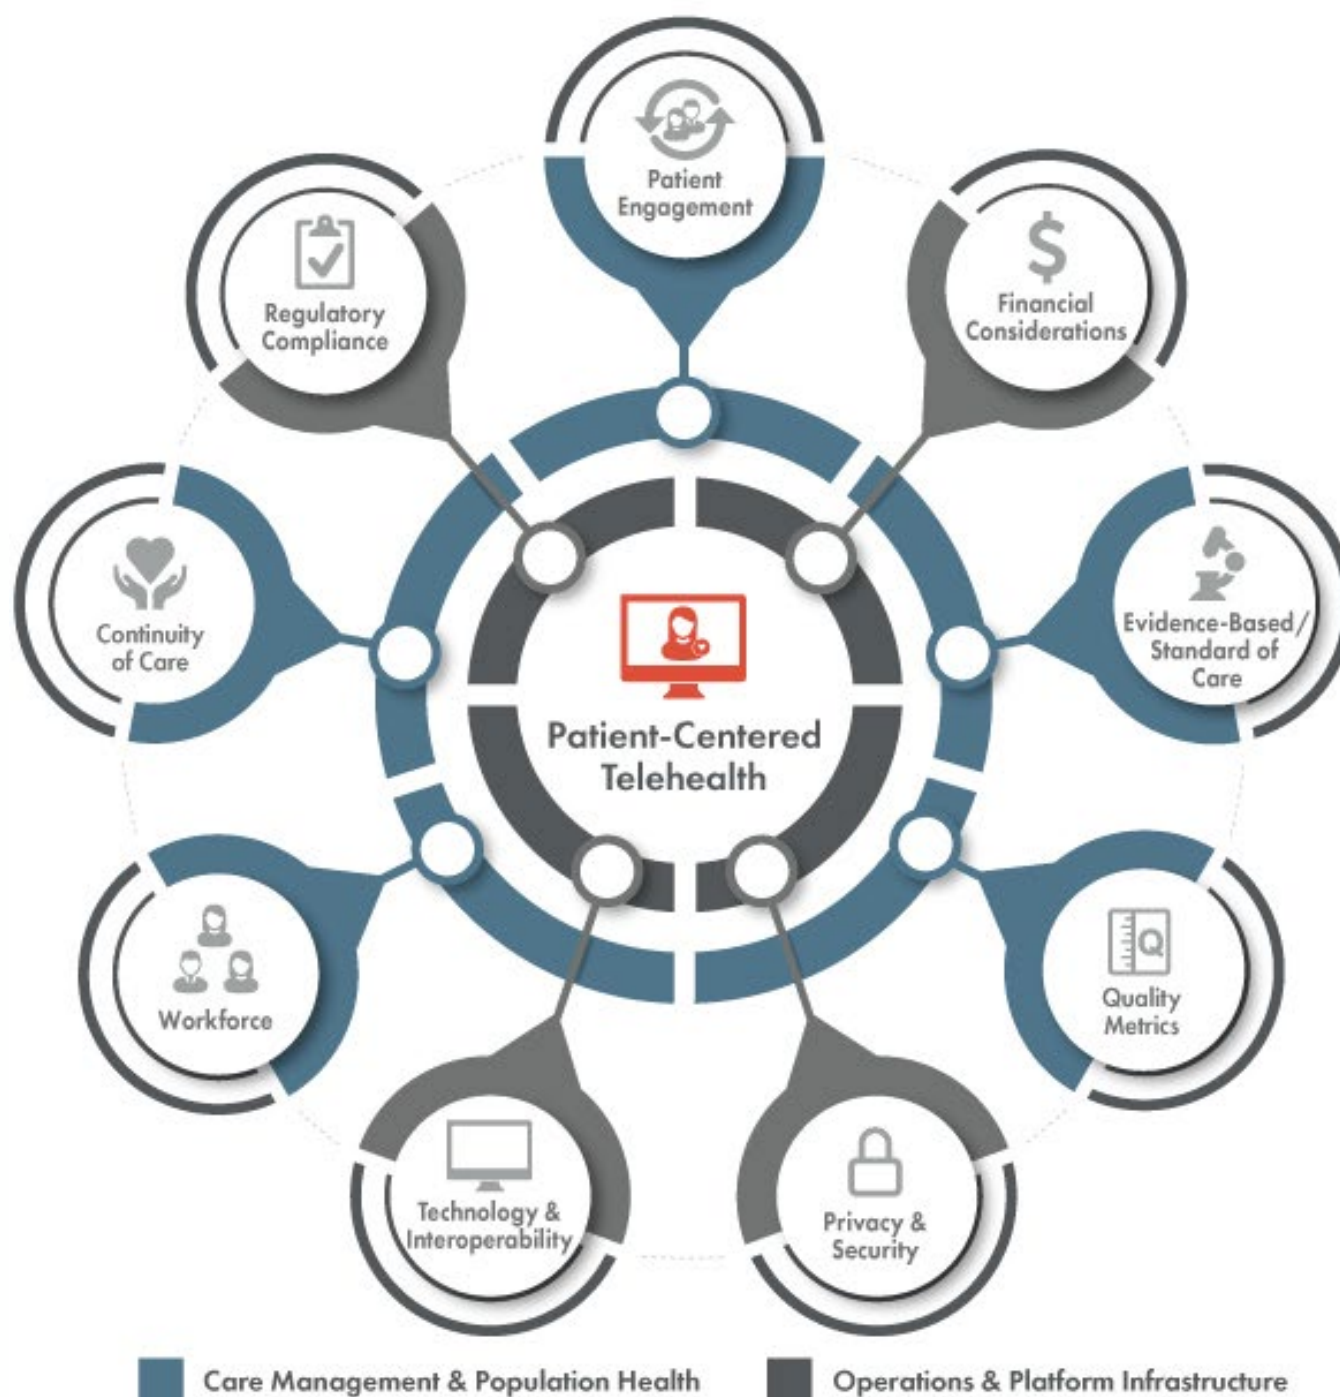 Patient
Engagement
Financial
Considerations
Evidence-Based/
Standard of
Care
Quality
Metrics
Q
Privacy &
Security
Technology &
Interoperability
Workforce
Continuity
of Care
Regulatory
Compliance
$
Patient-Centered
Telehealth
Care Management & Population Health
Operations & Platform Infrastructure